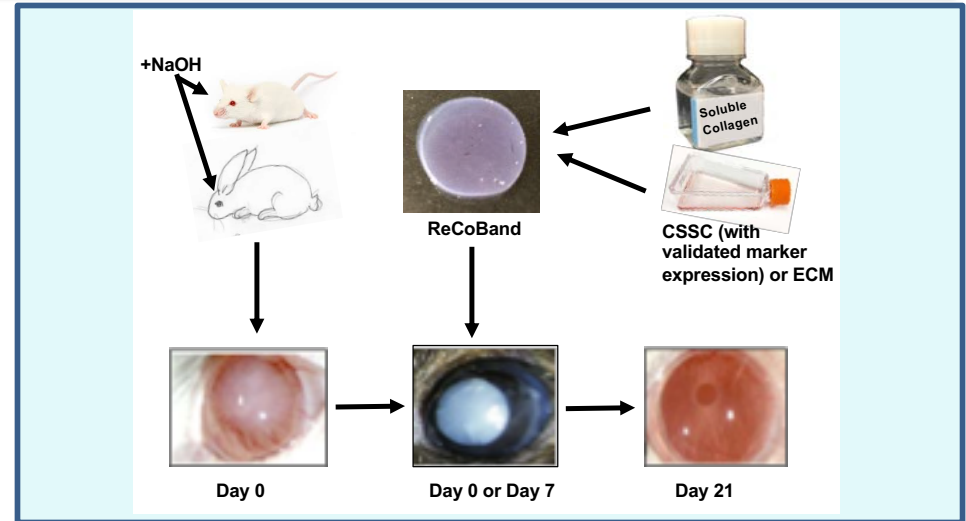 +NaOH
Soluble
Collagen
ReCoBand
CSSC (with
validated marker
expression) or ECM
Day 0
Day 0 or Day 7
Day 21